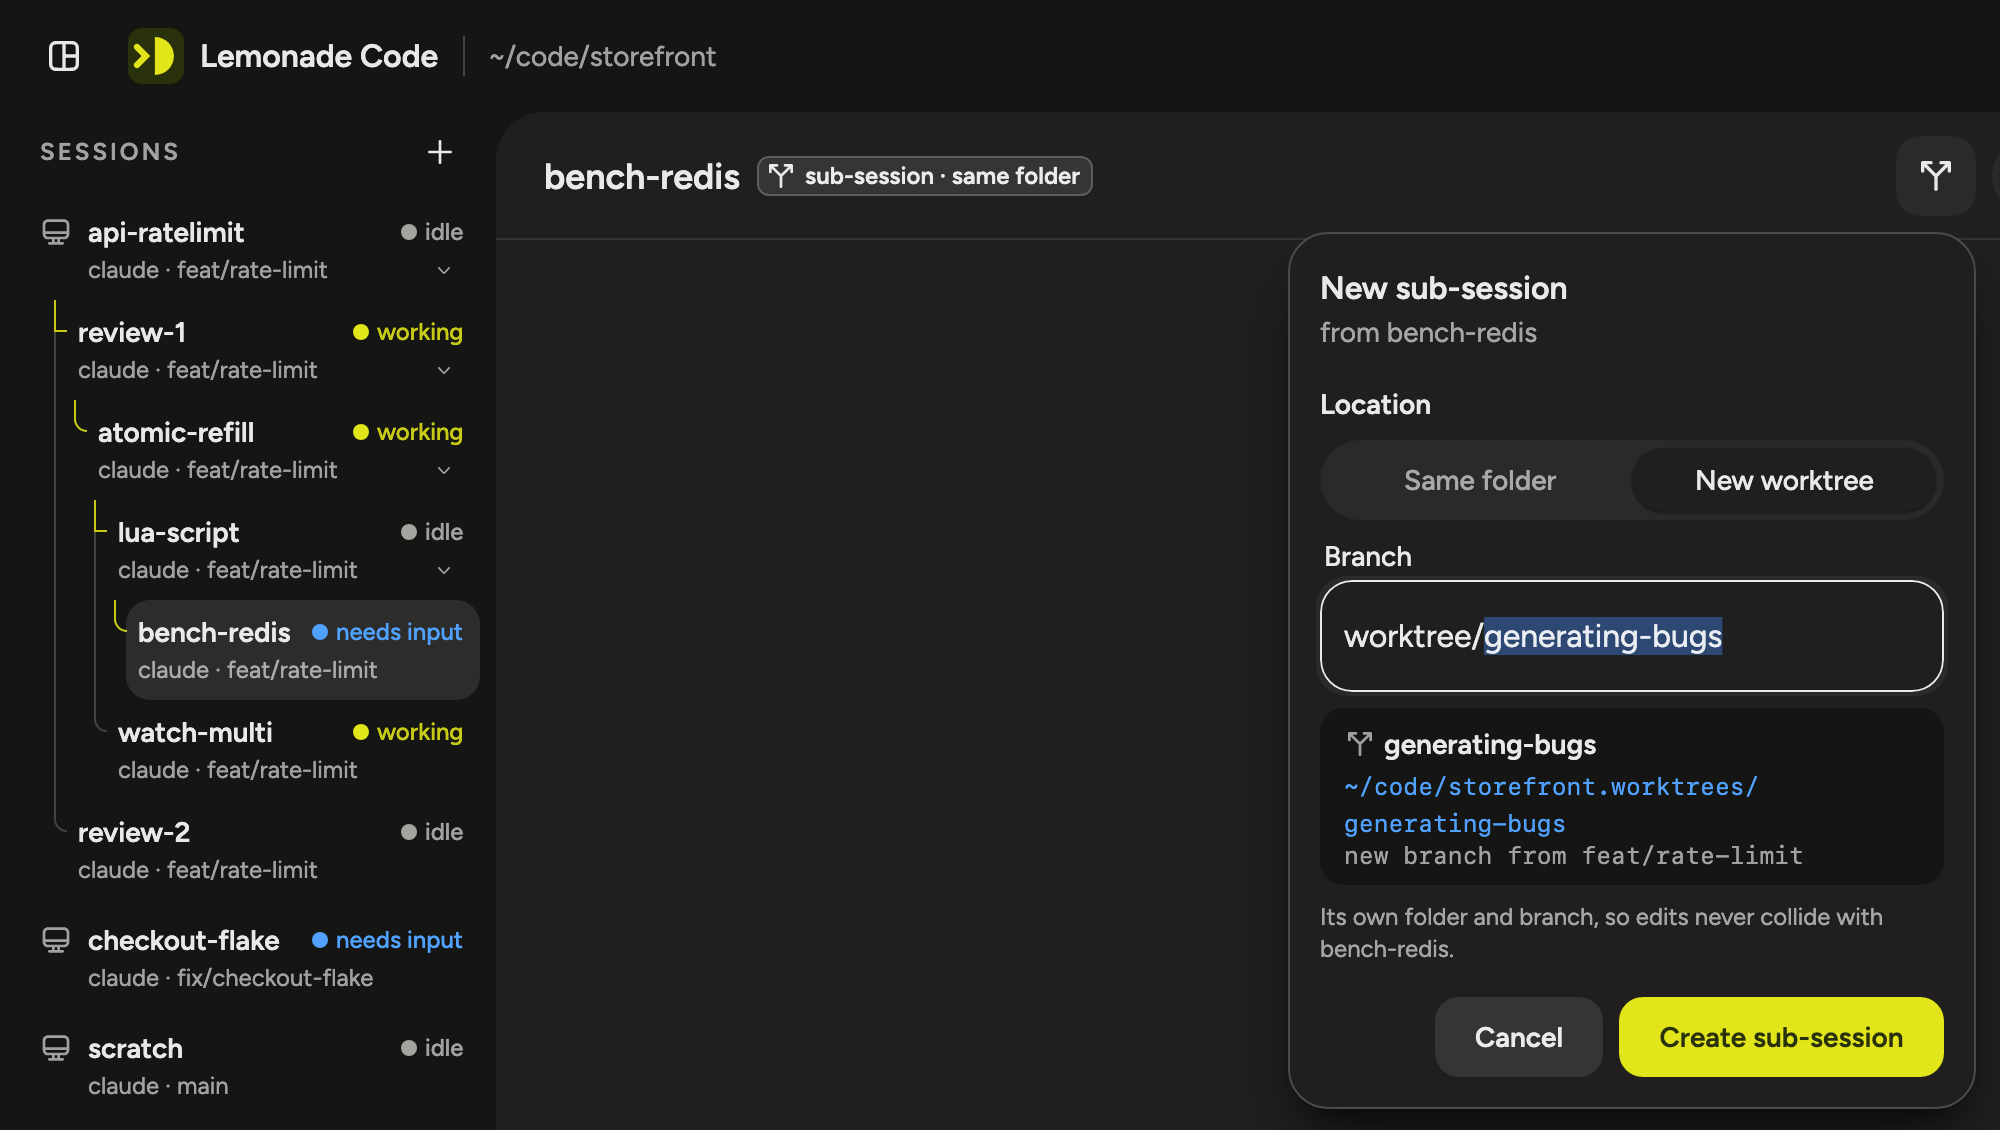 Lemonade Code
~/code/storefront
SESSIONS
api-ratelimit
idle
claude · feat/rate-limit
review-1
working
claude · feat/rate-limit
atomic-refill
working
claude · feat/rate-limit
lua-script
idle
claude · feat/rate-limit
bench-redis
needs input
claude · feat/rate-limit
watch-multi
working
claude · feat/rate-limit
review-2
idle
claude · feat/rate-limit
checkout-flake
needs input
claude · fix/checkout-flake
scratch
idle
claude · main
bench-redis
sub-session · same folder
New sub-session
from bench-redis
Location
Same folder
New worktree
Branch
worktree/generating-bugs
generating-bugs
~/code/storefront.worktrees/
generating-bugs
new branch from feat/rate-limit
Its own folder and branch, so edits never collide with
bench-redis.
Cancel
Create sub-session